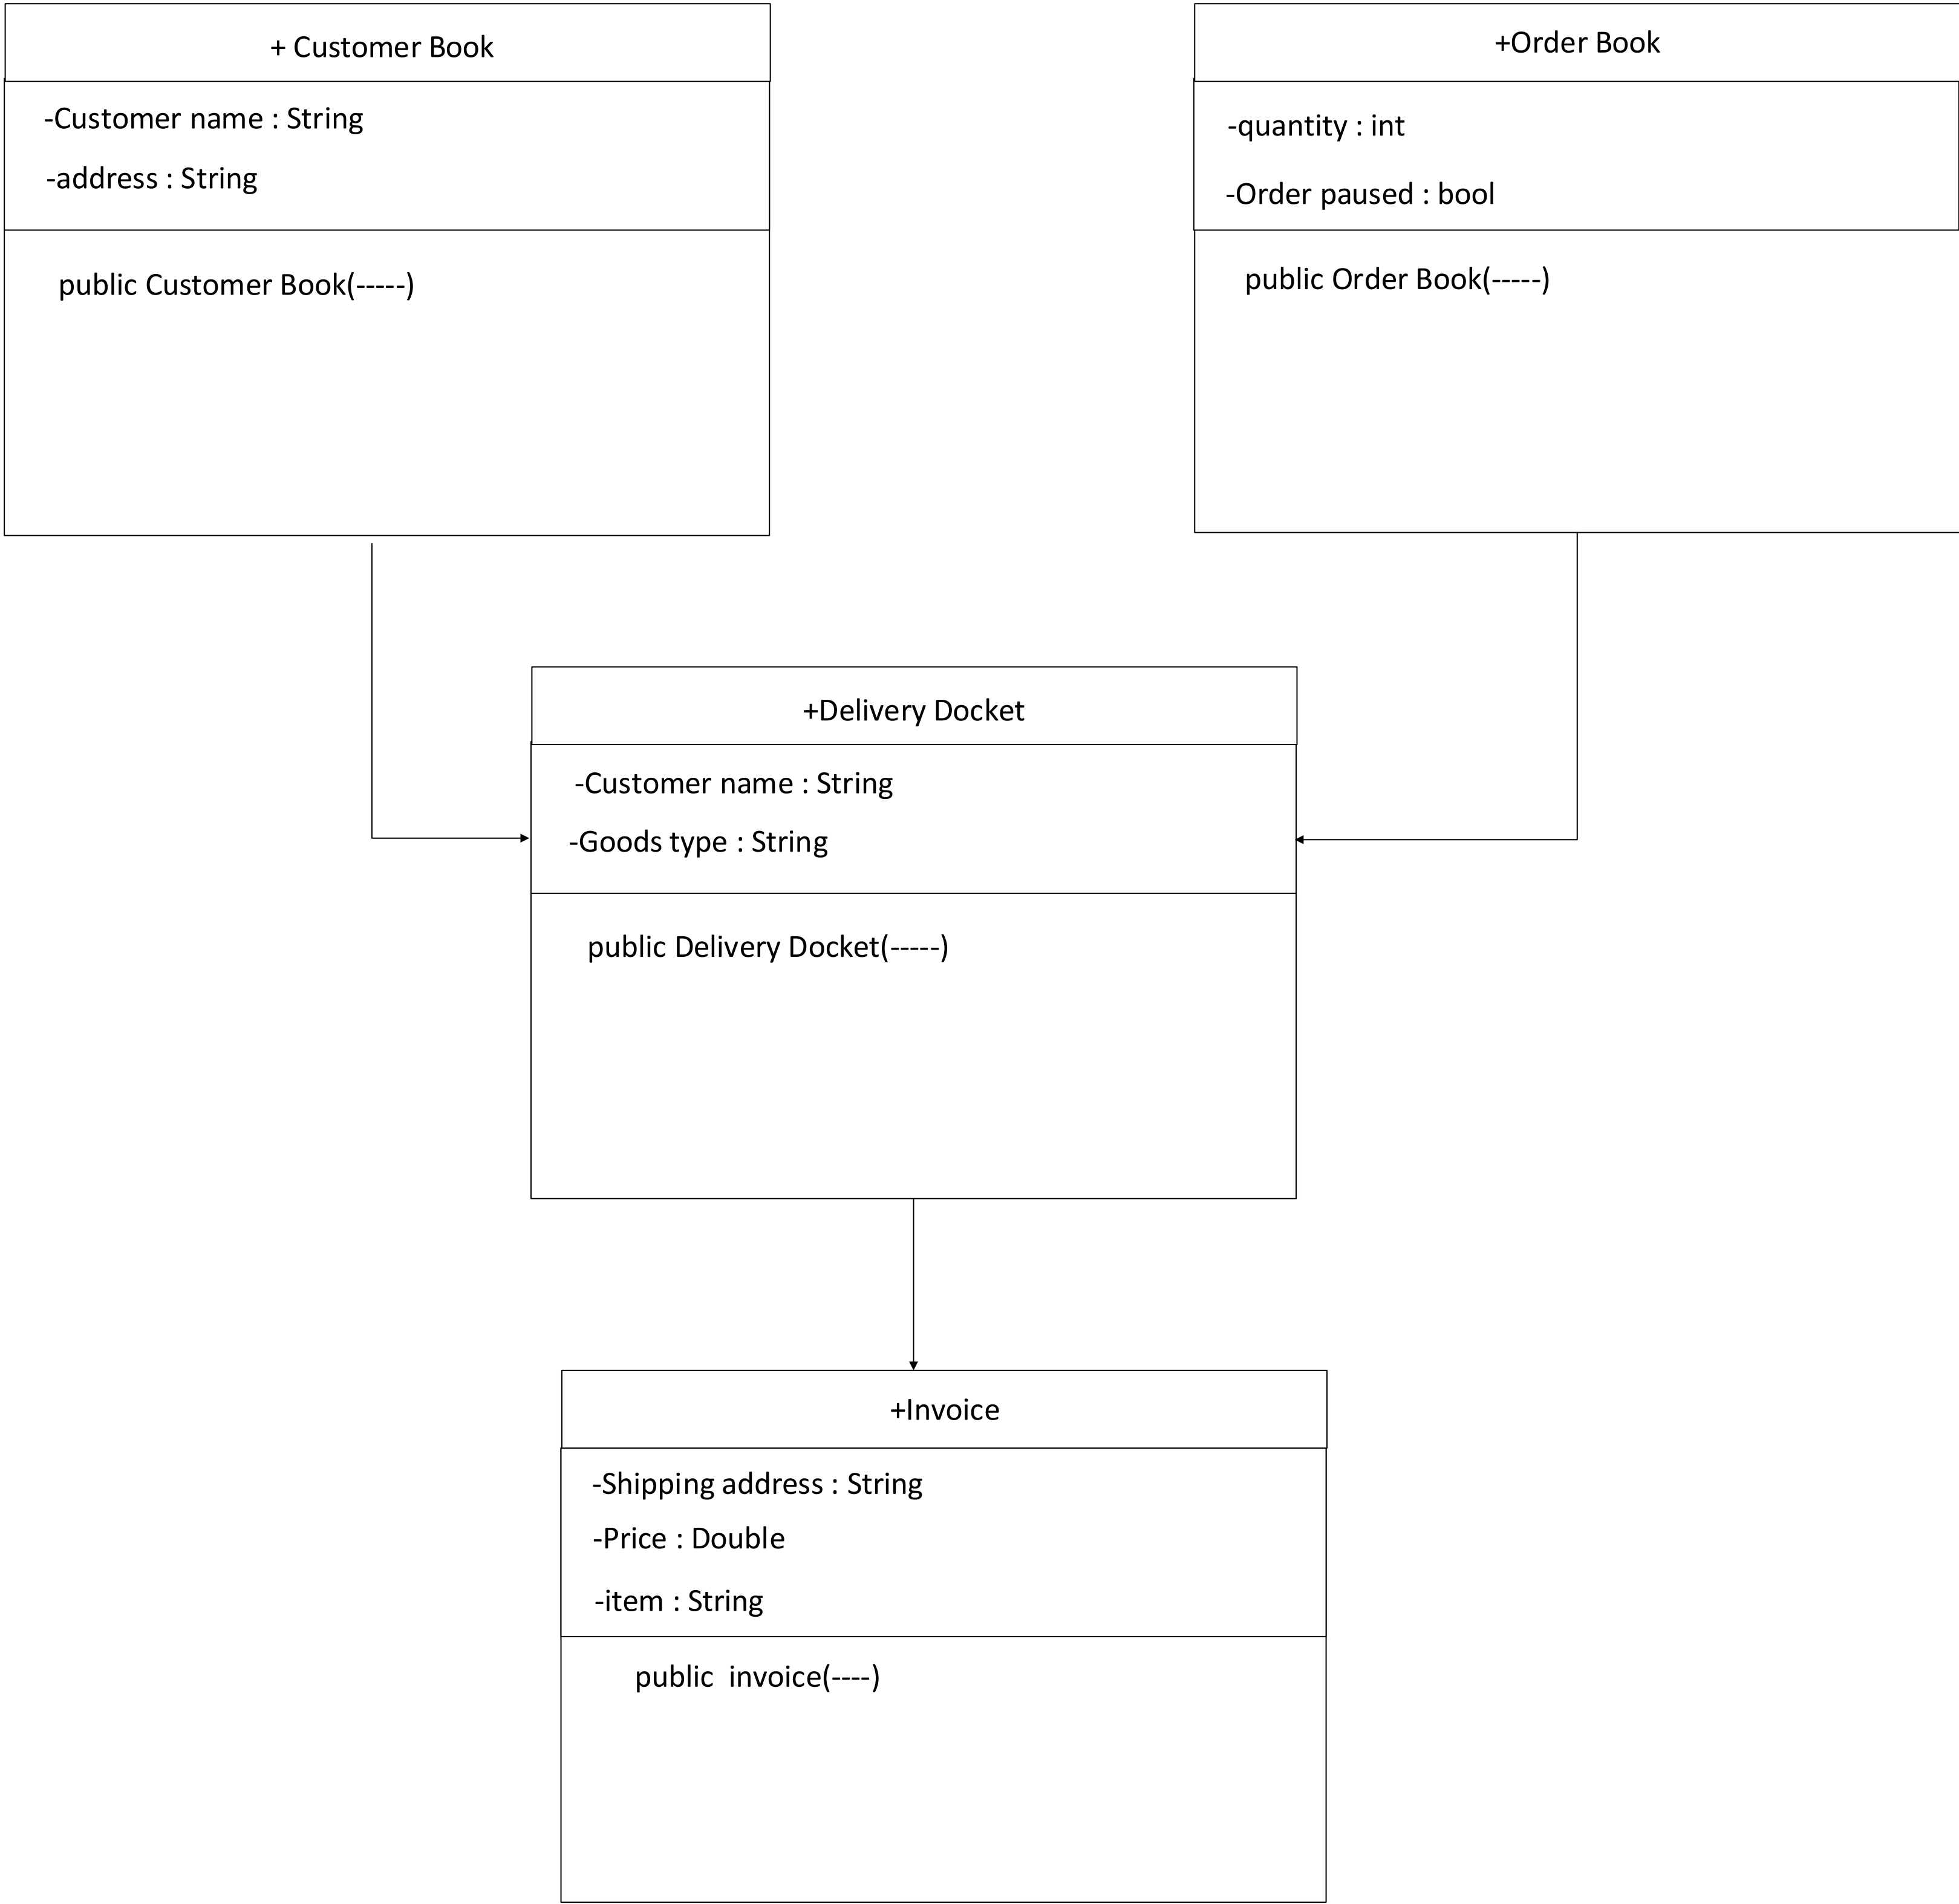 + Customer Book
-Customer name : String
-address : String
public Customer Book(-----)
+Order Book
-quantity : int
-Order paused : bool
public Order Book(-----)
+Delivery Docket
-Customer name : String
-Goods type : String
public Delivery Docket(-----)
+Invoice
-Shipping address : String
-Price : Double
-item : String
public  invoice(----)